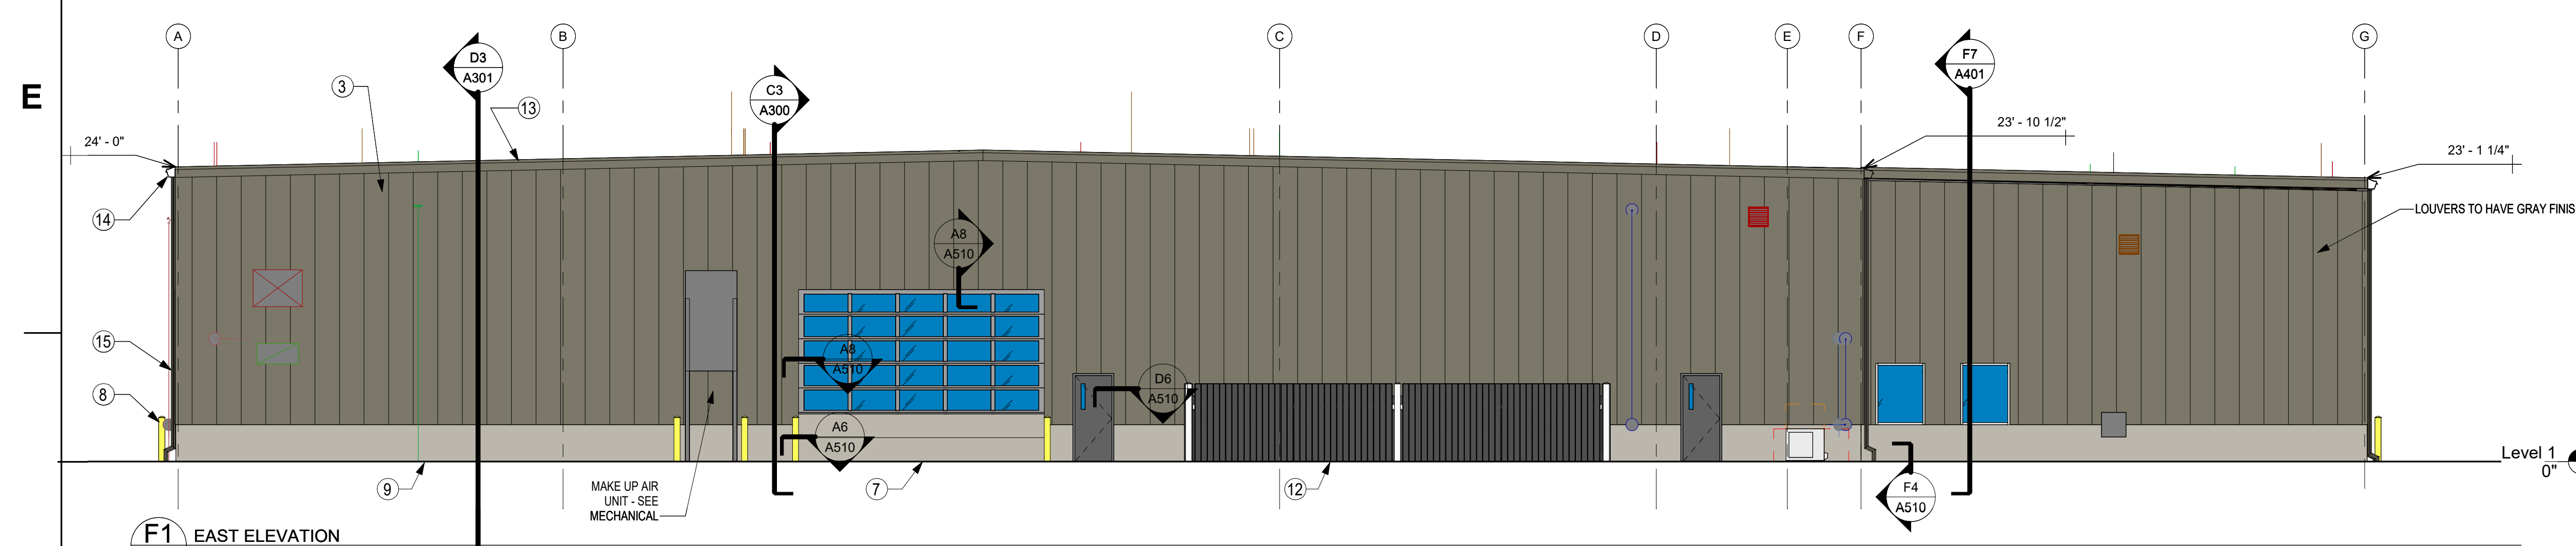 A
B
C
D
E
F
G
D3
A301
F7
A401
E
3
13
C3
A300
24' - 0"
23' - 10 1/2"
23' - 1 1/4"
14
LOUVERS TO HAVE GRAY FINIS
A8
A510
15
A8
A510
8
D6
A510
A6
A510
9
MAKE UP AIR
UNIT - SEE
MECHANICAL
7
12
F4
A510
Level 1
0"
F1
EAST ELEVATION